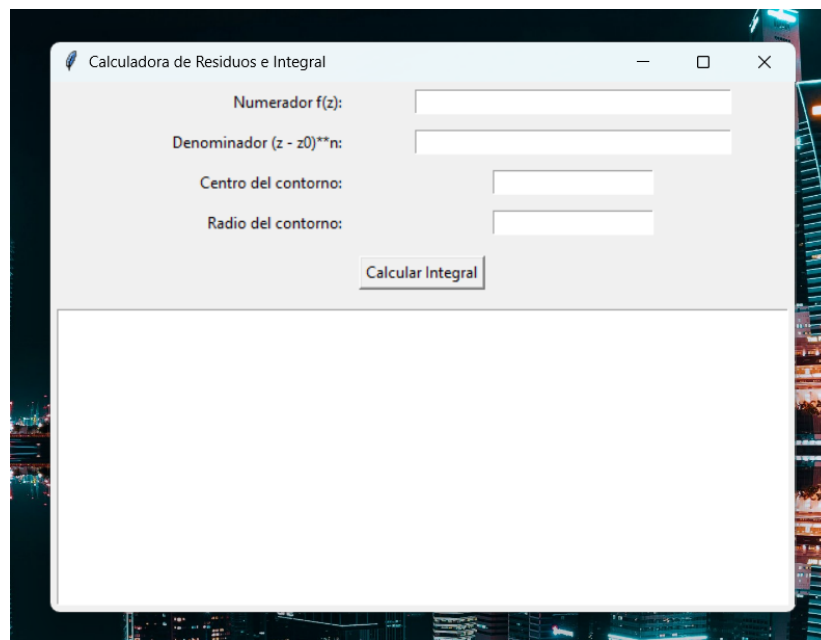 Calculadora de Residuos e Integral
Numerador f(z):
Denominador (z - z0)**n:
Centro del contorno:
Radio del contorno:
Calcular Integral